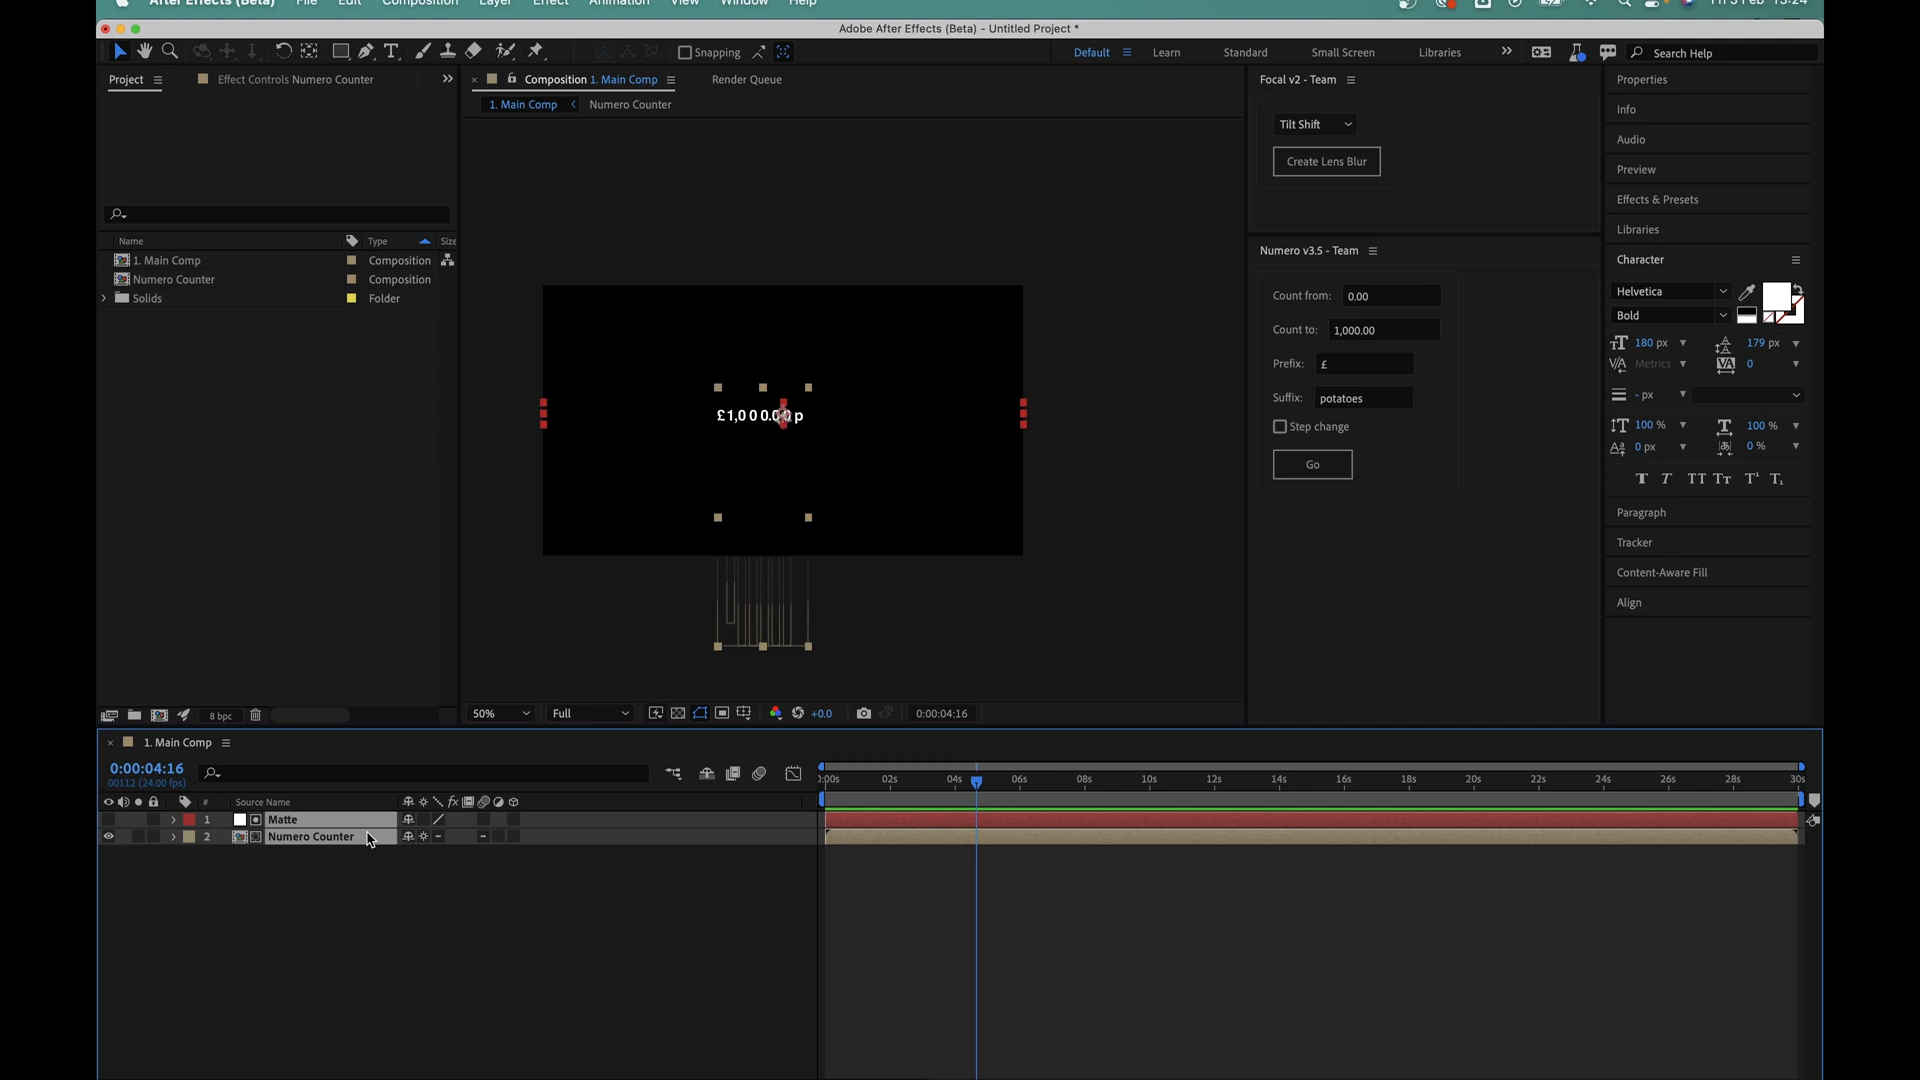 After Effects (Beta) File Edit Composition Layer Effect Animation View Window Help Fri 3 Feb 13:24
Adobe After Effects (Beta) - Untitled Project *
Snapping Default Learn Standard Small Screen Libraries Search Help
Project Effect Controls Numero Counter
Composition 1. Main Comp Render Queue
1. Main Comp Numero Counter
Name Type Size
1. Main Comp Composition
Numero Counter Composition
Solids Folder
8 bpc
50% Full +0.0 0:00:04:16
Focal v2 - Team
Tilt Shift
Create Lens Blur
Numero v3.5 - Team
Count from: 0.00
Count to: 1,000.00
Prefix: £
Suffix: potatoes
Step change
Go
Properties
Info
Audio
Preview
Effects & Presets
Libraries
Character
Helvetica
Bold
180 px 179 px
Metrics 0
- px
100 % 100 %
0 px 0 %
Paragraph
Tracker
Content-Aware Fill
Align
1. Main Comp
0:00:04:16
00112 (24.00 fps)
# Source Name
1 Matte
2 Numero Counter
:00s 02s 04s 06s 08s 10s 12s 14s 16s 18s 20s 22s 24s 26s 28s 30s